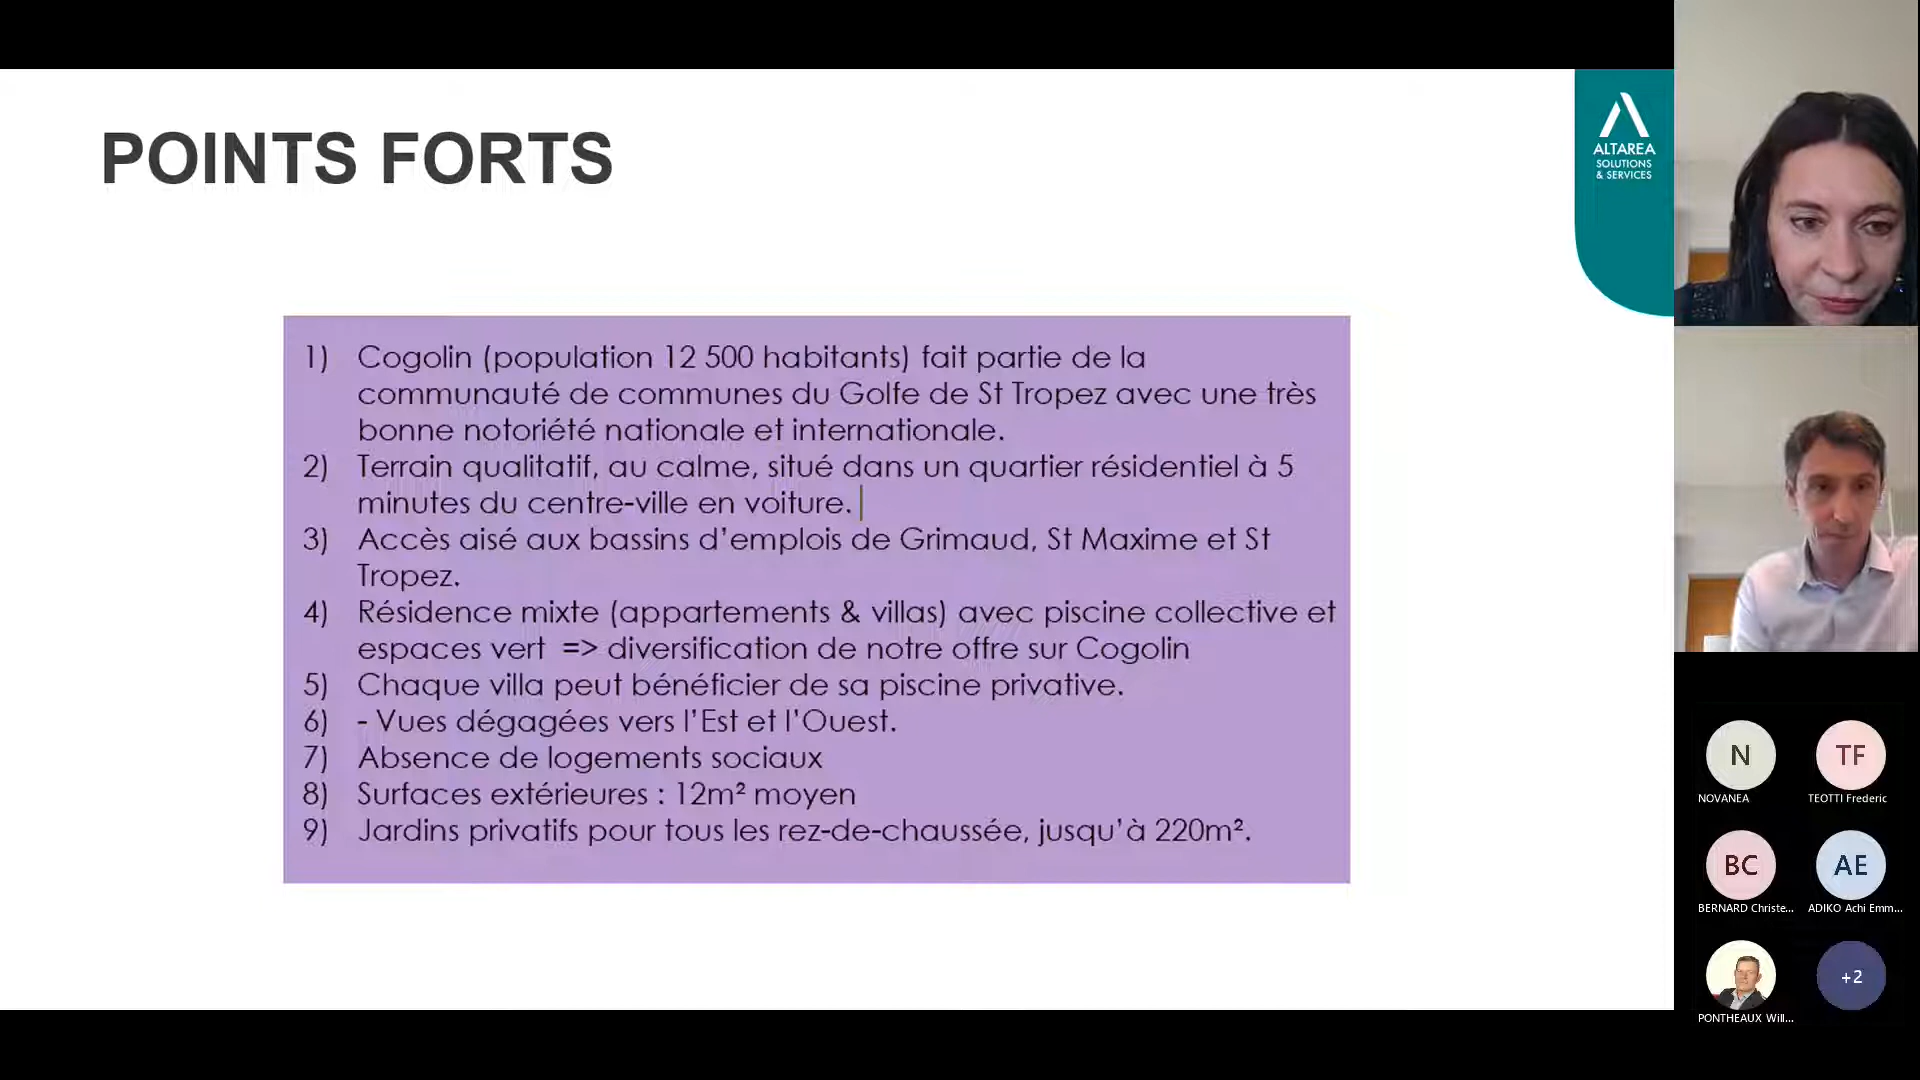 POINTS FORTS
ALTAREA
SOLUTIONS
& SERVICES
1) Cogolin (population 12 500 habitants) fait partie de la
communauté de communes du Golfe de St Tropez avec une très
bonne notoriété nationale et internationale.
2) Terrain qualitatif, au calme, situé dans un quartier résidentiel à 5
minutes du centre-ville en voiture.
3) Accès aisé aux bassins d'emplois de Grimaud, St Maxime et St
Tropez.
4) Résidence mixte (appartements & villas) avec piscine collective et
espaces vert => diversification de notre offre sur Cogolin
5) Chaque villa peut bénéficier de sa piscine privative.
6) - Vues dégagées vers l'Est et l'Ouest.
7) Absence de logements sociaux
8) Surfaces extérieures : 12m² moyen
9) Jardins privatifs pour tous les rez-de-chaussée, jusqu'à 220m².
N
NOVANEA
TF
TEOTTI Frederic
BC
BERNARD Christe...
AE
ADIKO Achi Emm...
PONTHEAUX Will...
+2